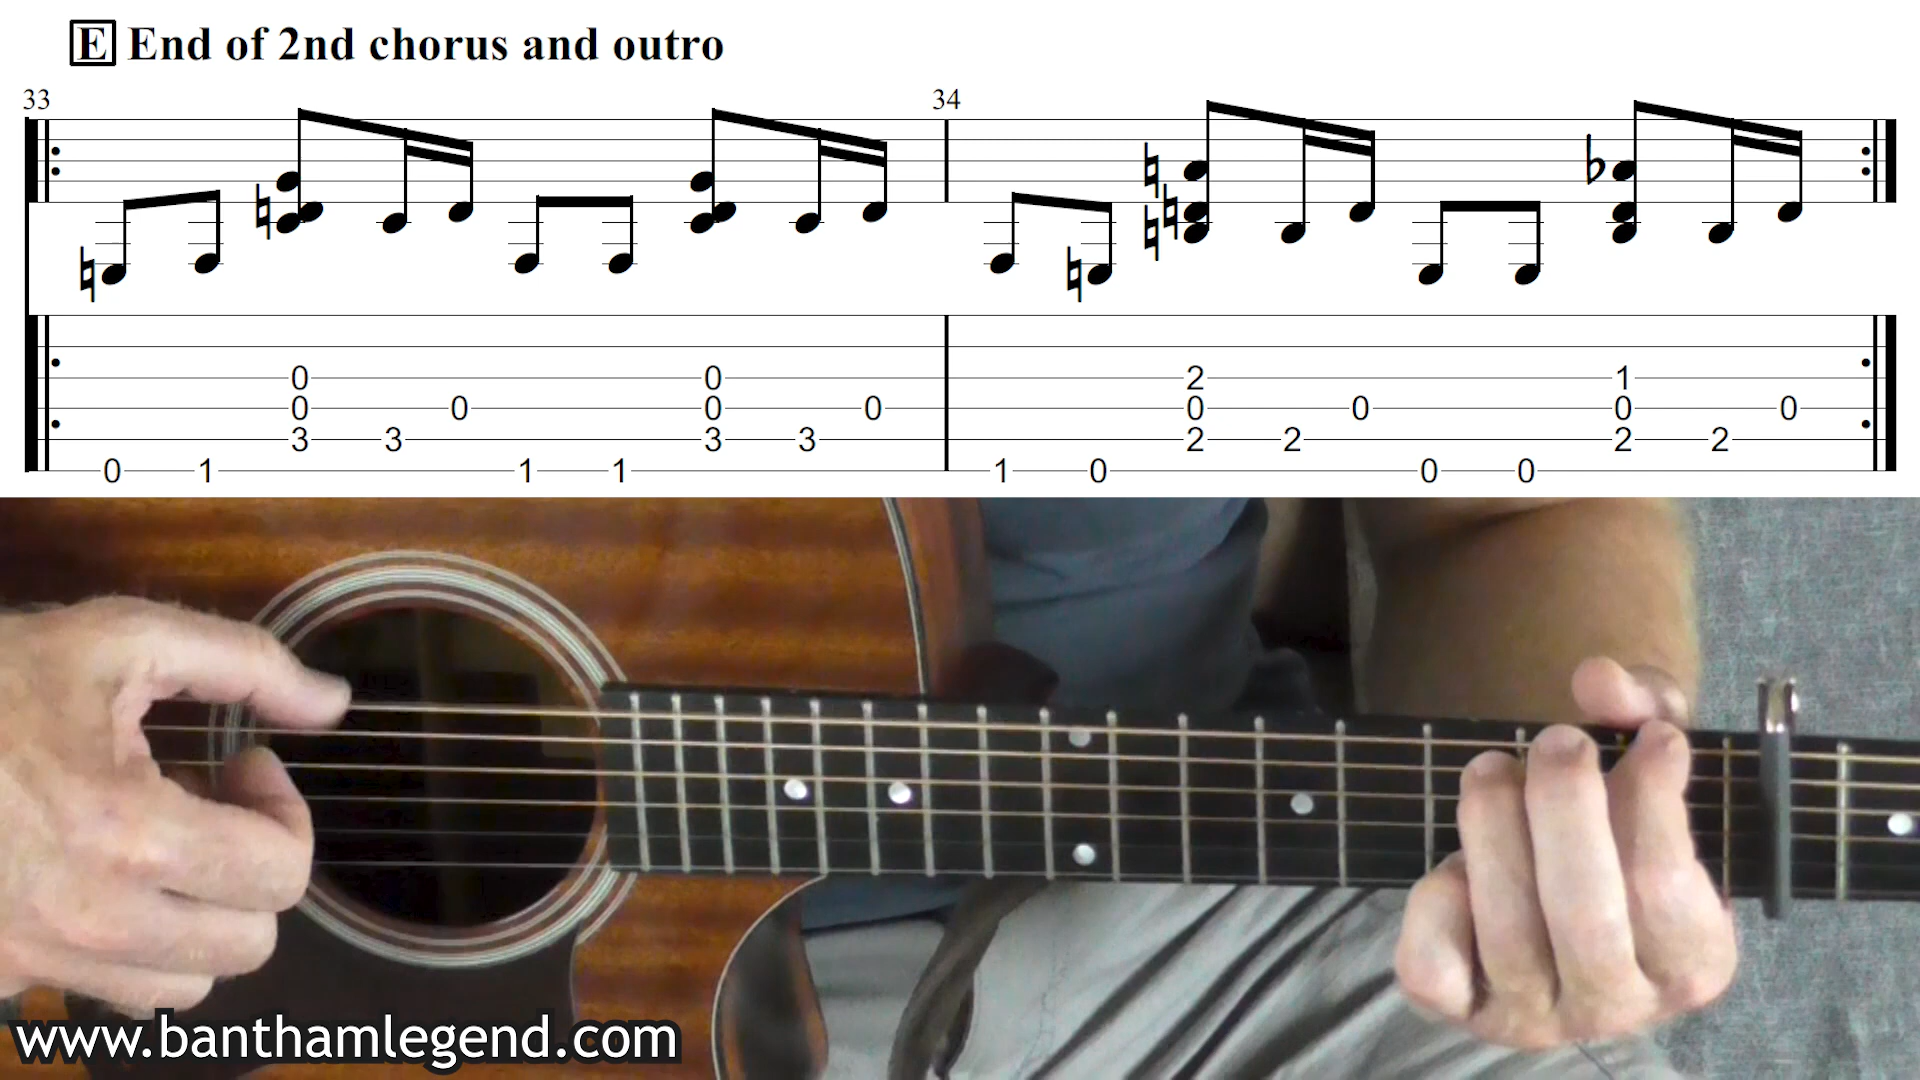 E End of 2nd chorus and outro
33 34
0 0 2 1
0 0 0 0 0 0 0 0
3 3 3 3 2 2 2 2
0 1 1 1 1 0 0 0
www.banthamlegend.com